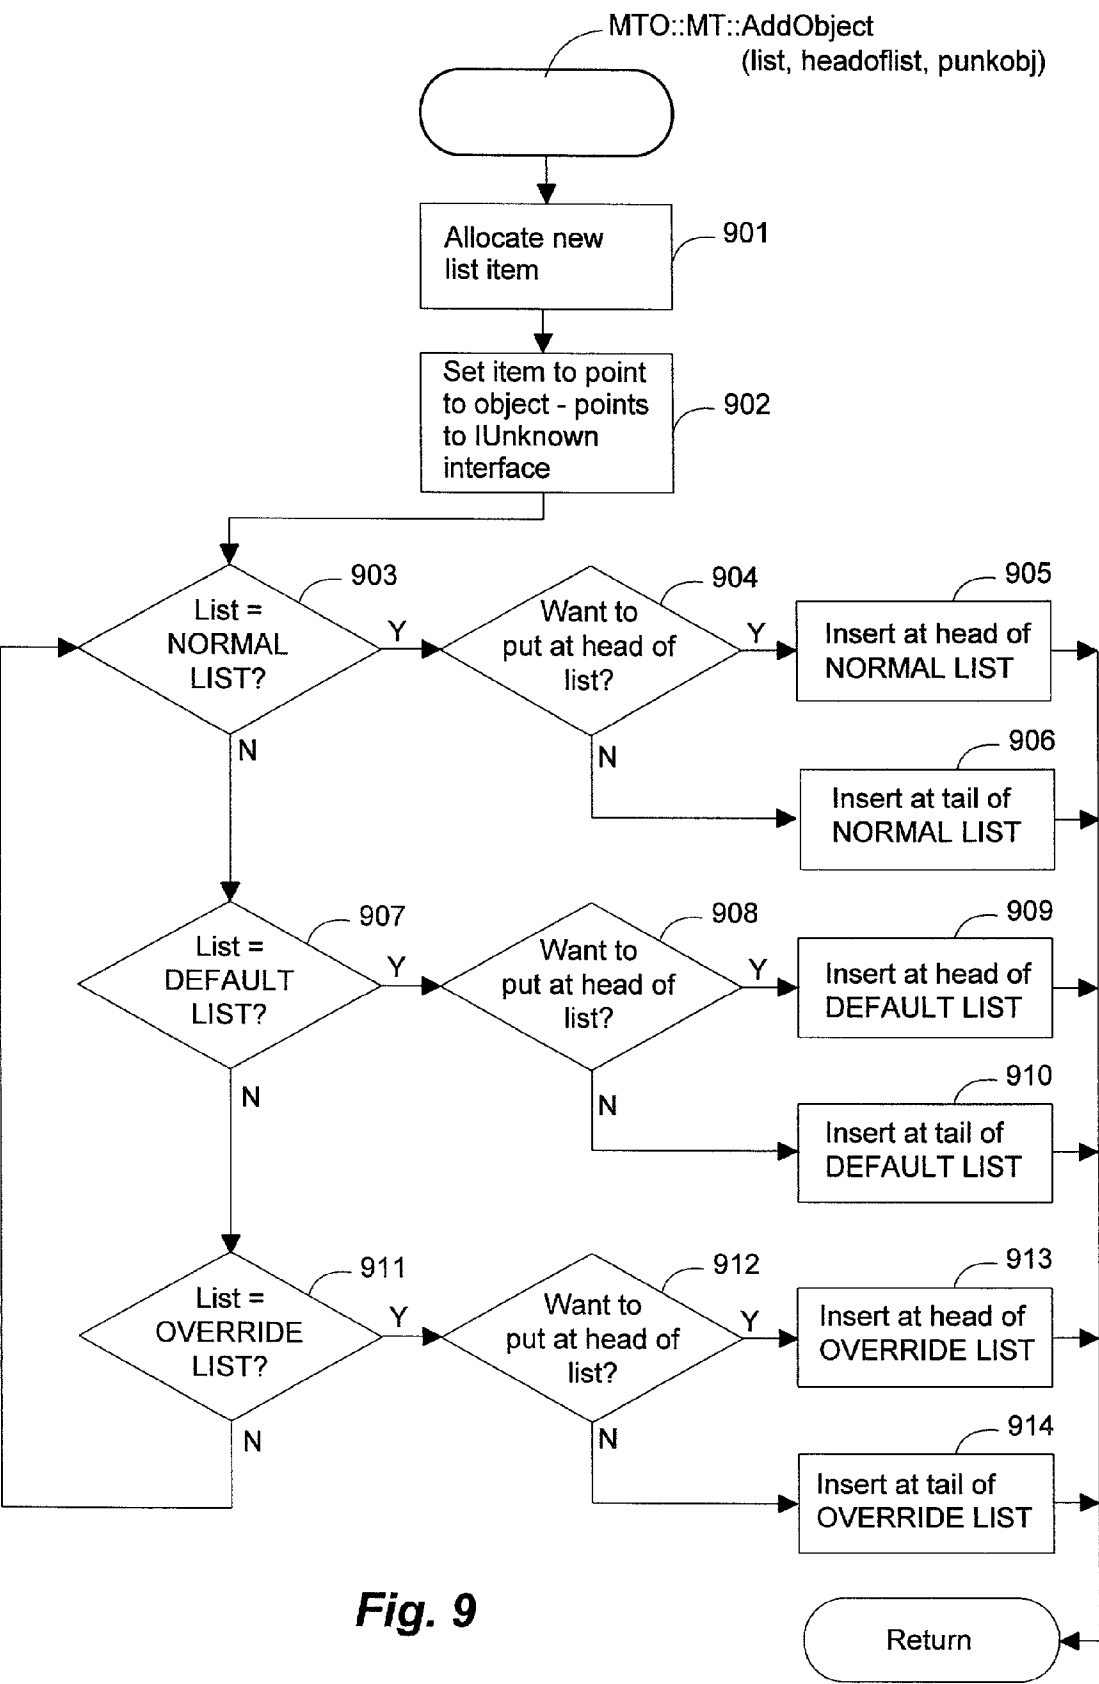 MTO::MT::AddObject
(list, headoflist, punkobj)
Allocate new
list item
901
Set item to point
to object - points
to IUnknown
interface
902
List =
NORMAL
LIST?
903
Y
N
Want to
put at head of
list?
904
Y
N
Insert at head of
NORMAL LIST
905
Insert at tail of
NORMAL LIST
906
List =
DEFAULT
LIST?
907
Y
N
Want to
put at head of
list?
908
Y
N
Insert at head of
DEFAULT LIST
909
Insert at tail of
DEFAULT LIST
910
List =
OVERRIDE
LIST?
911
Y
N
Want to
put at head of
list?
912
Y
N
Insert at head of
OVERRIDE LIST
913
Insert at tail of
OVERRIDE LIST
914
Return
Fig. 9